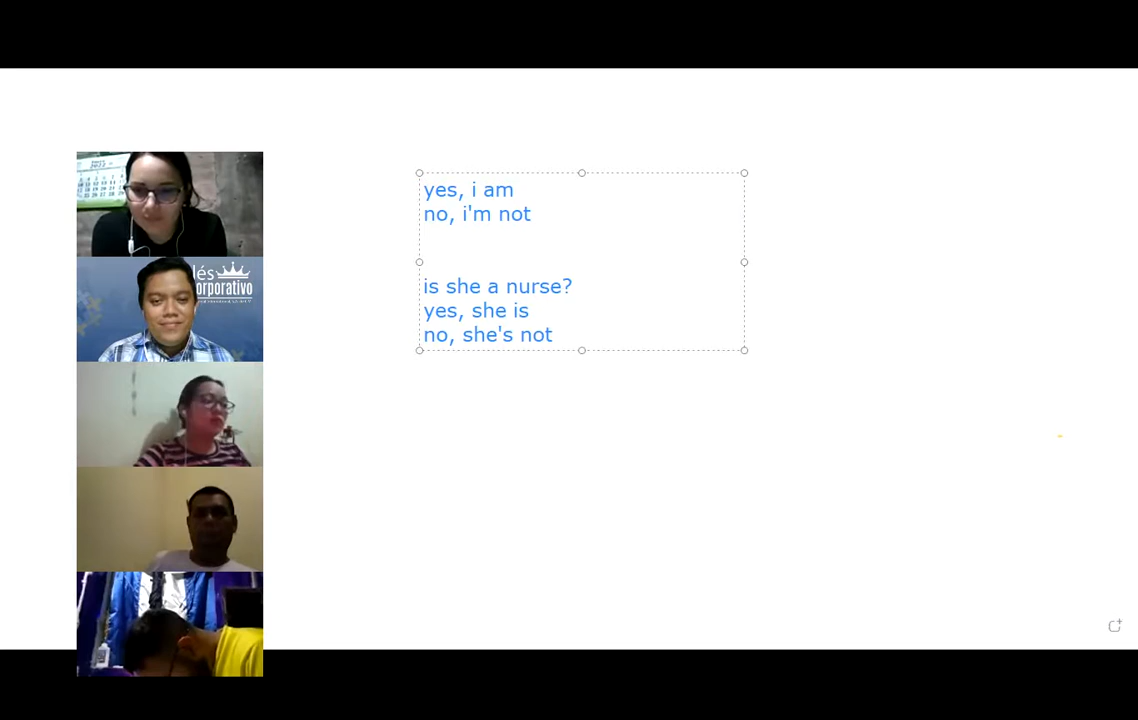 yes, i am
no, i'm not
is she a nurse?
yes, she is
no, she's not
lés
orporativo